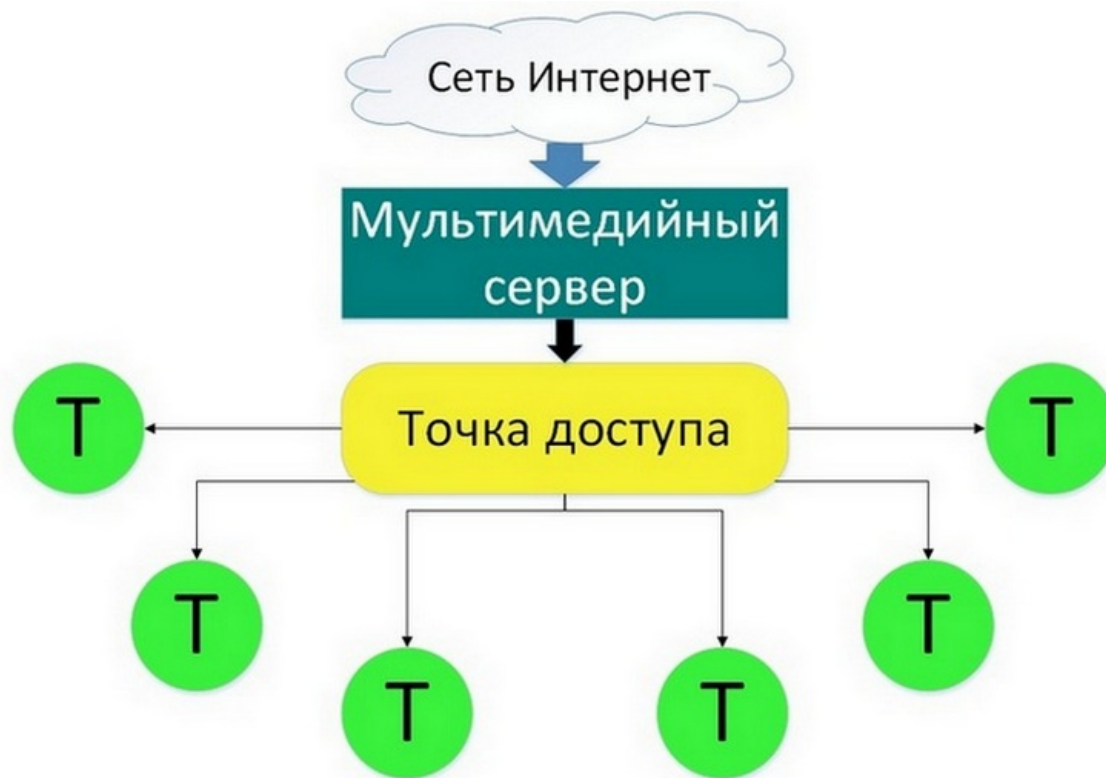 Сеть Интернет
Мультимедийный
сервер
Точка доступа
Т
Т
Т
Т
Т
Т